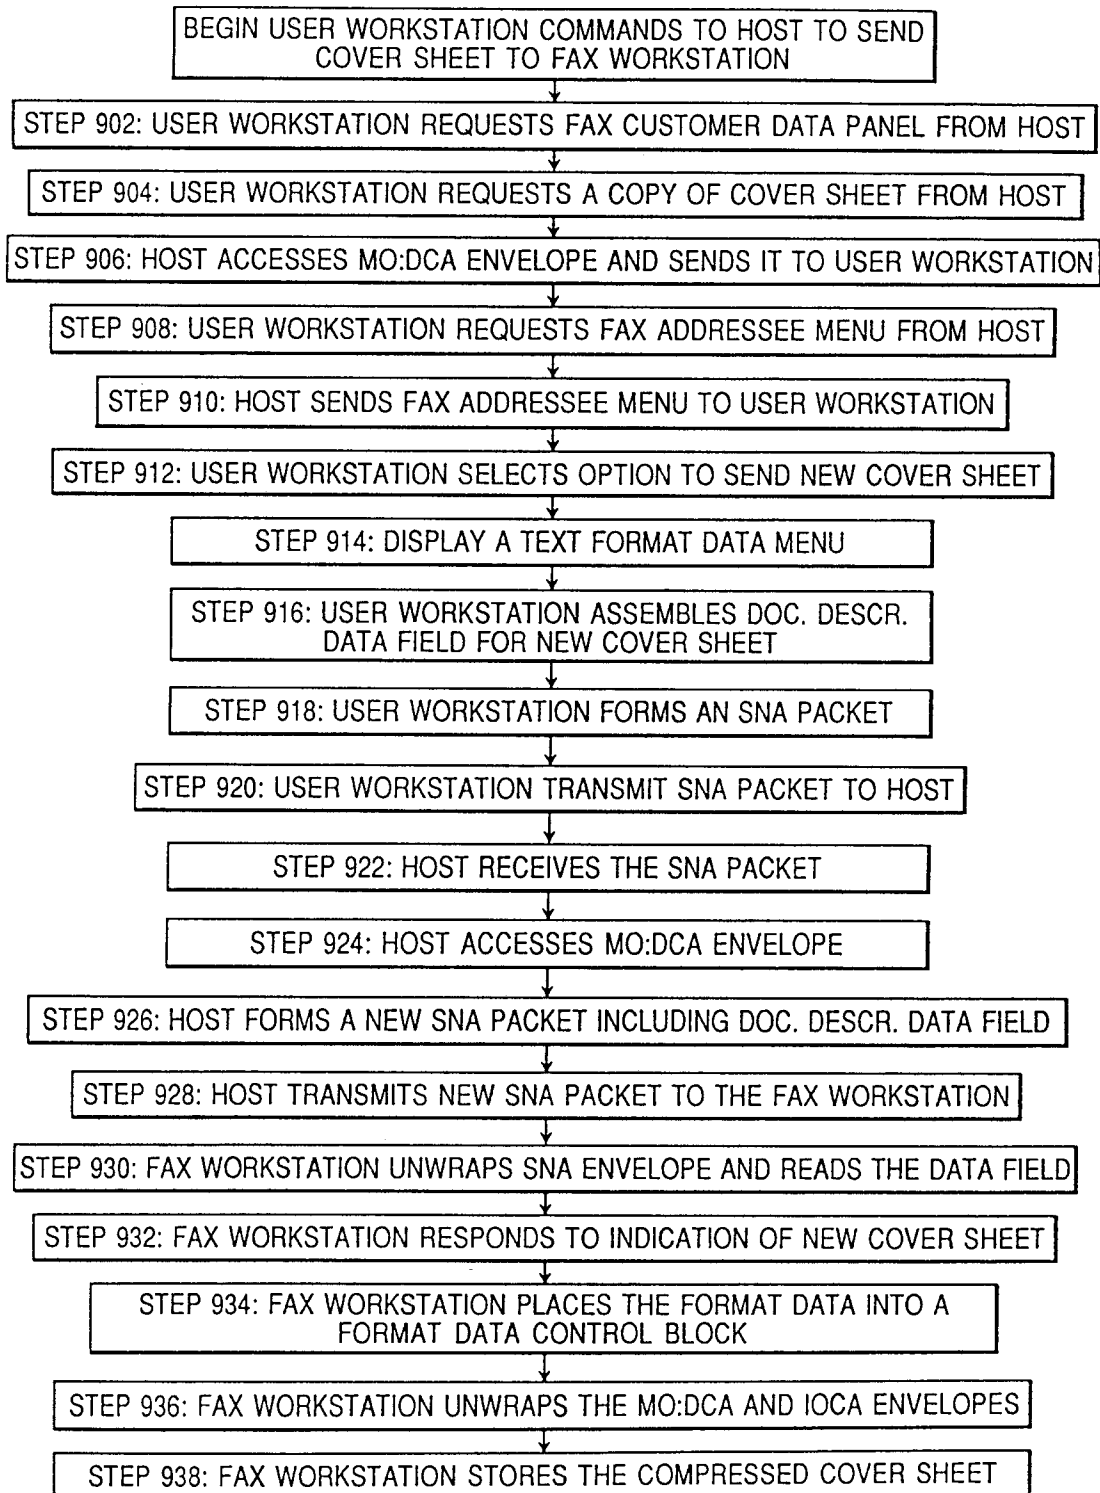 BEGIN USER WORKSTATION COMMANDS TO HOST TO SEND
COVER SHEET TO FAX WORKSTATION
STEP 902: USER WORKSTATION REQUESTS FAX CUSTOMER DATA PANEL FROM HOST
STEP 904: USER WORKSTATION REQUESTS A COPY OF COVER SHEET FROM HOST
STEP 906: HOST ACCESSES MO:DCA ENVELOPE AND SENDS IT TO USER WORKSTATION
STEP 908: USER WORKSTATION REQUESTS FAX ADDRESSEE MENU FROM HOST
STEP 910: HOST SENDS FAX ADDRESSEE MENU TO USER WORKSTATION
STEP 912: USER WORKSTATION SELECTS OPTION TO SEND NEW COVER SHEET
STEP 914: DISPLAY A TEXT FORMAT DATA MENU
STEP 916: USER WORKSTATION ASSEMBLES DOC. DESCR.
DATA FIELD FOR NEW COVER SHEET
STEP 918: USER WORKSTATION FORMS AN SNA PACKET
STEP 920: USER WORKSTATION TRANSMIT SNA PACKET TO HOST
STEP 922: HOST RECEIVES THE SNA PACKET
STEP 924: HOST ACCESSES MO:DCA ENVELOPE
STEP 926: HOST FORMS A NEW SNA PACKET INCLUDING DOC. DESCR. DATA FIELD
STEP 928: HOST TRANSMITS NEW SNA PACKET TO THE FAX WORKSTATION
STEP 930: FAX WORKSTATION UNWRAPS SNA ENVELOPE AND READS THE DATA FIELD
STEP 932: FAX WORKSTATION RESPONDS TO INDICATION OF NEW COVER SHEET
STEP 934: FAX WORKSTATION PLACES THE FORMAT DATA INTO A
FORMAT DATA CONTROL BLOCK
STEP 936: FAX WORKSTATION UNWRAPS THE MO:DCA AND IOCA ENVELOPES
STEP 938: FAX WORKSTATION STORES THE COMPRESSED COVER SHEET